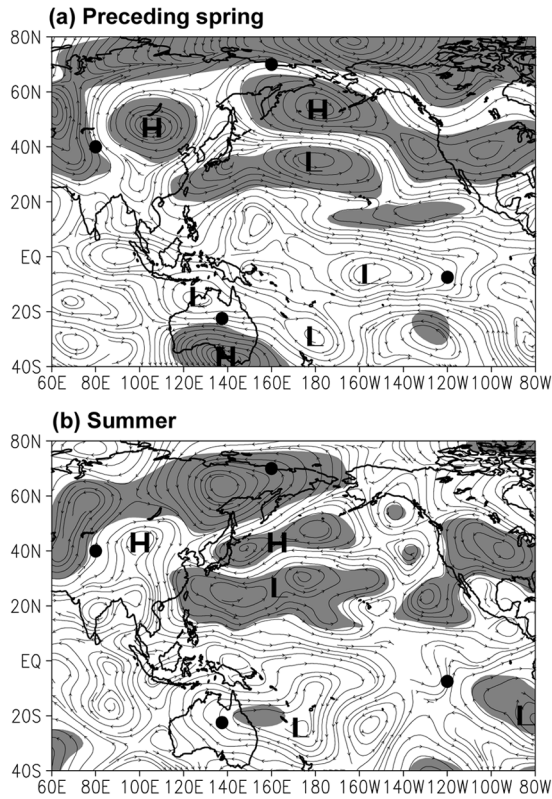 (a) Preceding spring
80N
H
60N
H
40N
L
20N
EQ
L
L
20S
L
H
40S
60E 80E 100E 120E 140E 160E 180 160W 140W 120W 100W 80W
(b) Summer
80N
60N
H H
40N
L
20N
EQ
20S
L
L
40S
60E 80E 100E 120E 140E 160E 180 160W 140W 120W 100W 80W